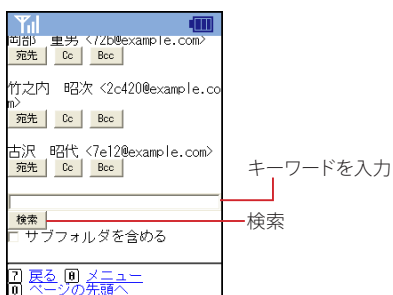 岡部　重男 <72b@example.com>
宛先 Cc Bcc
竹之内　昭次 <2c420@example.co
m>
宛先 Cc Bcc
古沢　昭代 <7e12@example.com>
宛先 Cc Bcc
キーワードを入力
検索
検索
サブフォルダを含める
7 戻る 8 メニュー
0 ページの先頭へ